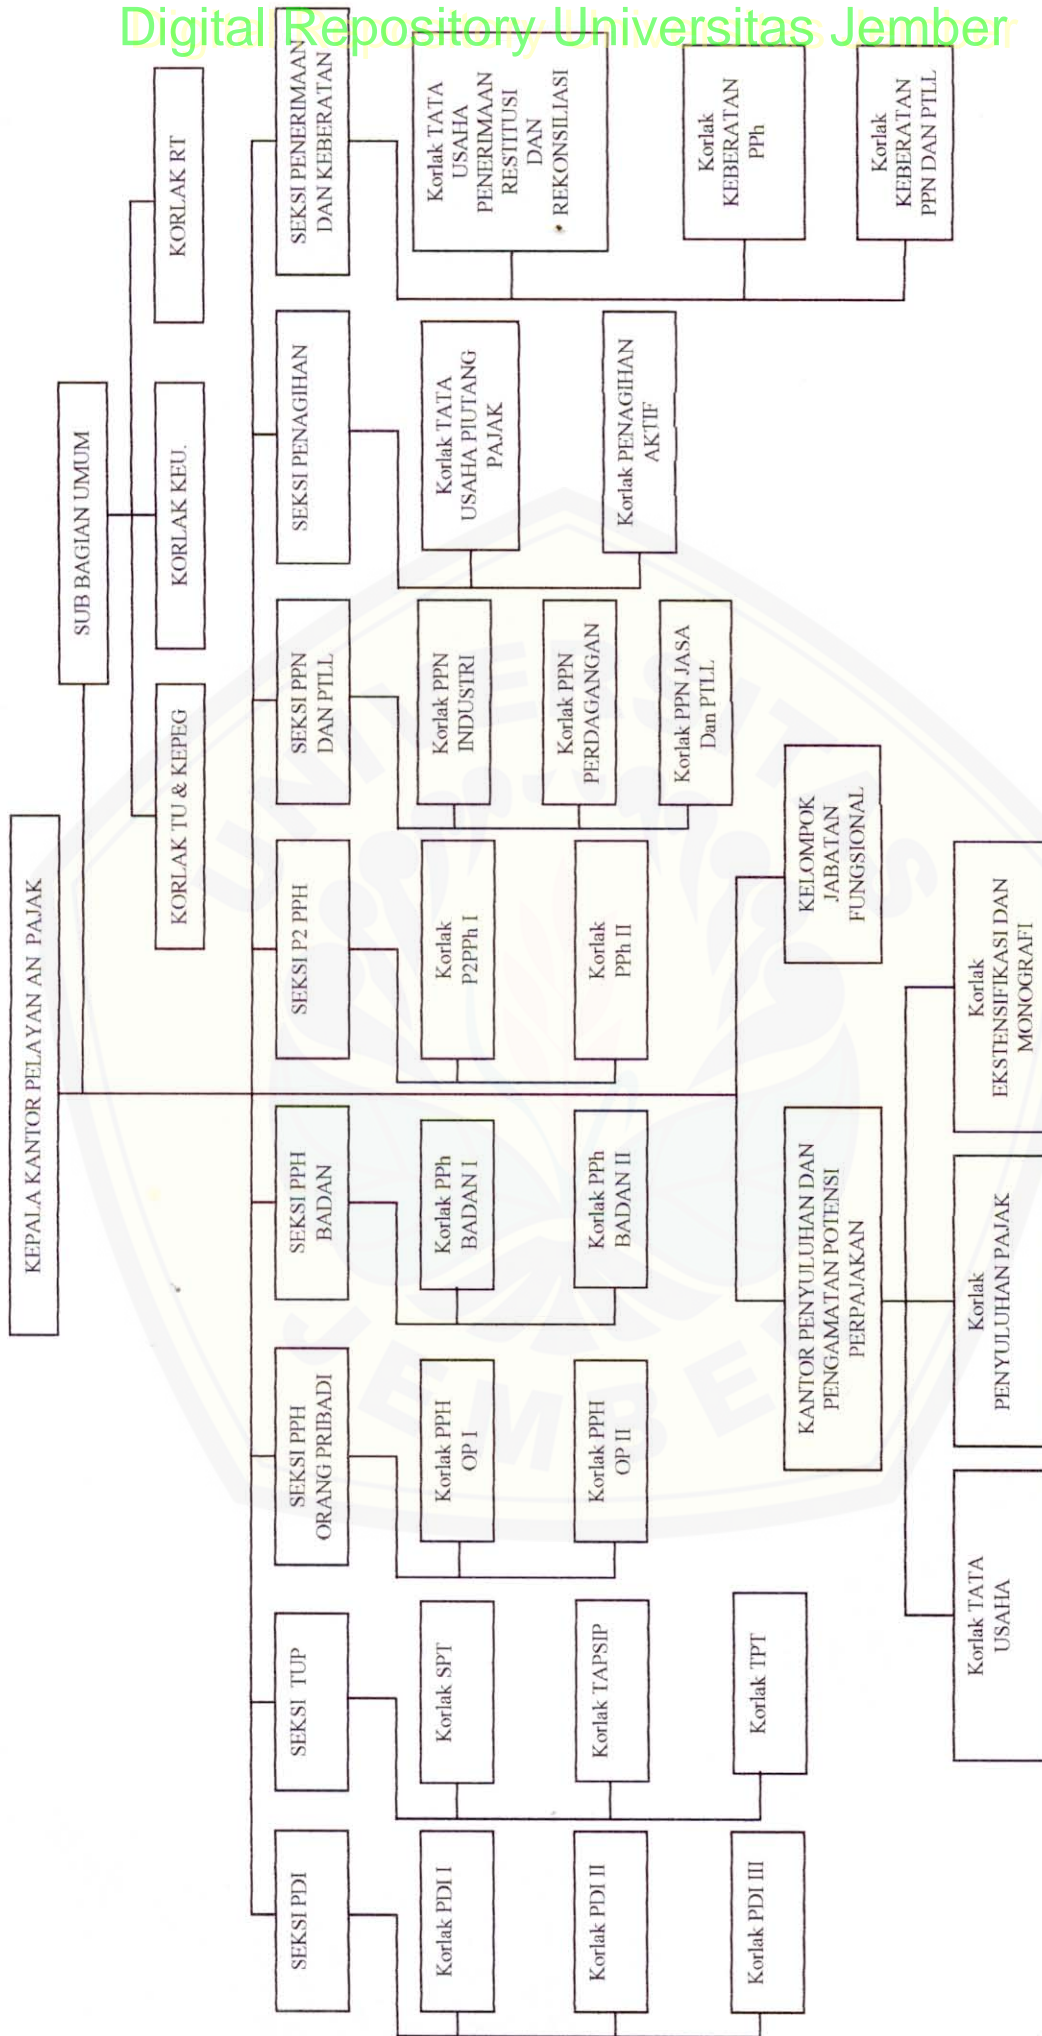 Digital Repository Universitas Jember
KEPALA KANTOR PELAYAN AN PAJAK
SUB BAGIAN UMUM
KORLAK TU & KEPEG
KORLAK KEU.
KORLAK RT
SEKSI PDI
Korlak PDI I
Korlak PDI II
Korlak PDI III
SEKSI TUP
Korlak SPT
Korlak TAPSIP
Korlak TPT
SEKSI PPH
ORANG PRIBADI
Korlak PPH
OP I
Korlak PPH
OP II
SEKSI PPH
BADAN
Korlak PPh
BADAN I
Korlak PPh
BADAN II
SEKSI P2 PPH
Korlak
P2PPh I
Korlak
PPh II
SEKSI PPN
DAN PTLL
Korlak PPN
INDUSTRI
Korlak PPN
PERDAGANGAN
Korlak PPN JASA
Dan PTLL
SEKSI PENAGIHAN
Korlak TATA
USAHA PIUTANG
PAJAK
Korlak PENAGIHAN
AKTIF
SEKSI PENERIMAAN
DAN KEBERATAN
Korlak TATA
USAHA
PENERIMAAN
RESTITUSI
DAN
REKONSILIASI
Korlak
KEBERATAN
PPh
Korlak
KEBERATAN
PPN DAN PTLL
KANTOR PENYULUHAN DAN
PENGAMATAN POTENSI
PERPAJAKAN
KELOMPOK
JABATAN
FUNGSIONAL
Korlak TATA
USAHA
Korlak
PENYULUHAN PAJAK
Korlak
EKSTENSIFIKASI DAN
MONOGRAFI
UNIVERSITAS
JEMBER